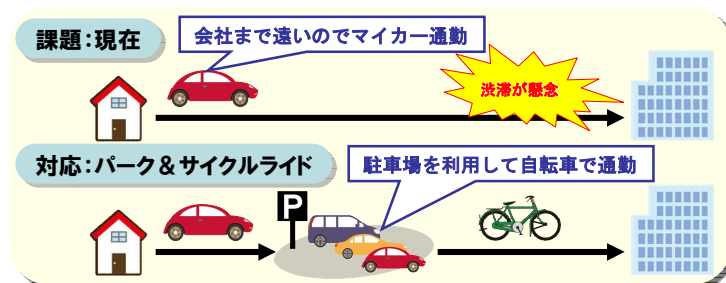 課題：現在
会社まで遠いのでマイカー通勤
渋滞が懸念
対応：パーク＆サイクルライド
駐車場を利用して自転車で通勤
P